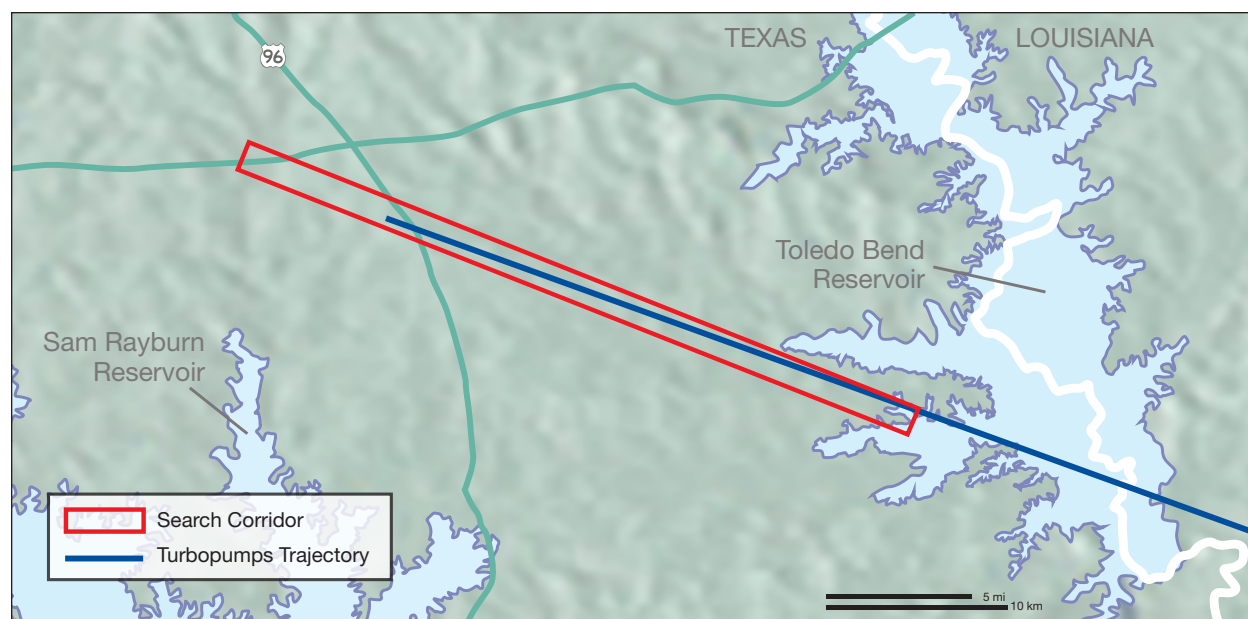 96
TEXAS
LOUISIANA
Toledo Bend
Reservoir
Sam Rayburn
Reservoir
Search Corridor
Turbopumps Trajectory
5 mi
10 km